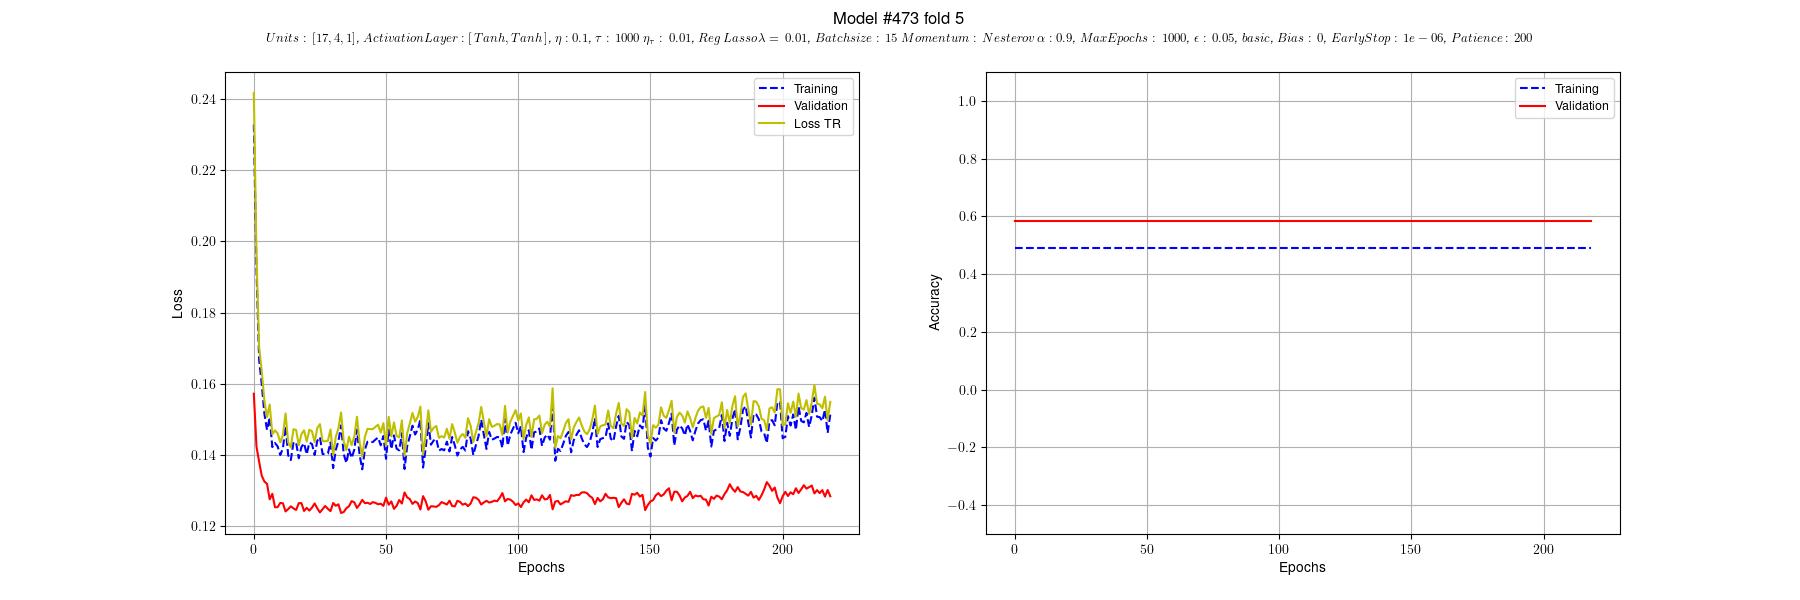 Model #473 fold 5
Units : [17, 4, 1], ActivationLayer : [Tanh, Tanh], η : 0.1, τ : 1000 ητ : 0.01, Reg Lassoλ = 0.01, Batchsize : 15 Momentum : Nesterov α : 0.9, MaxEpochs : 1000, ϵ : 0.05, basic, Bias : 0, EarlyStop : 1e − 06, Patience : 200
Training
Validation
Loss TR
0.24
0.22
0.20
0.18
0.16
0.14
0.12
Loss
0
50
100
150
200
Epochs
Training
Validation
1.0
0.8
0.6
0.4
0.2
0.0
−0.2
−0.4
Accuracy
0
50
100
150
200
Epochs